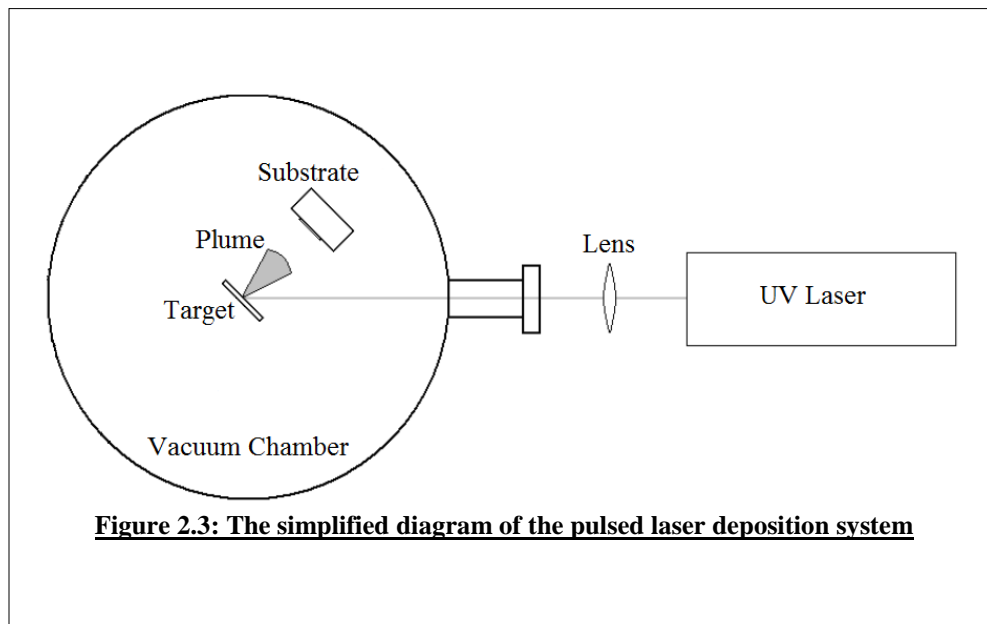 Substrate
Plume
Lens
Target
UV Laser
Vacuum Chamber
Figure 2.3: The simplified diagram of the pulsed laser deposition system